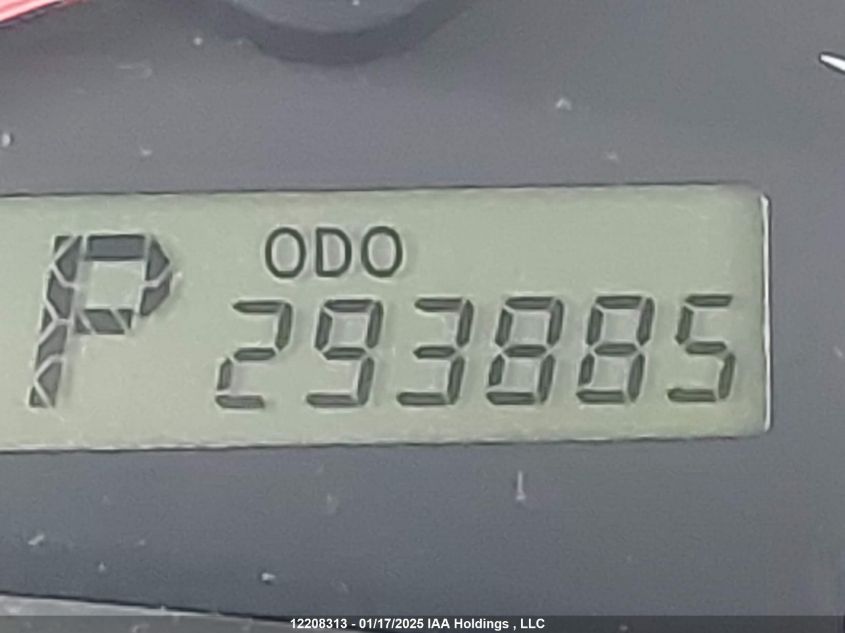 ODO
P 293885
12208313 - 01/17/2025 IAA Holdings , LLC